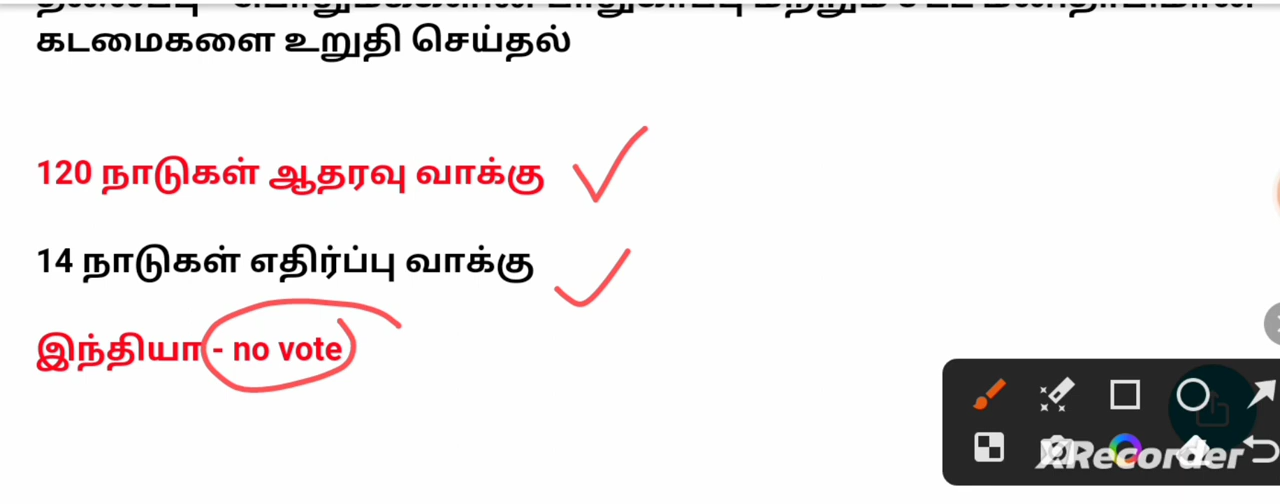 கடமைகளை உறுதி செய்தல்
120 நாடுகள் ஆதரவு வாக்கு
14 நாடுகள் எதிர்ப்பு வாக்கு
இந்தியா - no vote
XRecorder